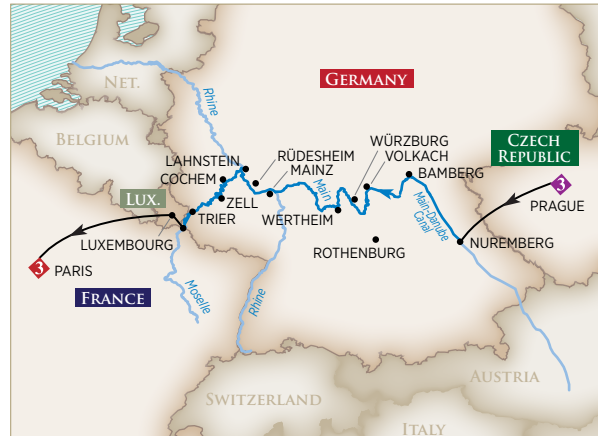 NET.
GERMANY
Rhine
BELGIUM
WÜRZBURG
VOLKACH
CZECH
REPUBLIC
RÜDESHEIM
MAINZ
LAHNSTEIN
COCHEM
BAMBERG
LUX.
ZELL
Main
3
PRAGUE
TRIER
WERTHEIM
Main-Danube
Canal
LUXEMBOURG
NUREMBERG
ROTHENBURG
3
PARIS
FRANCE
Moselle
Rhine
AUSTRIA
SWITZERLAND
ITALY